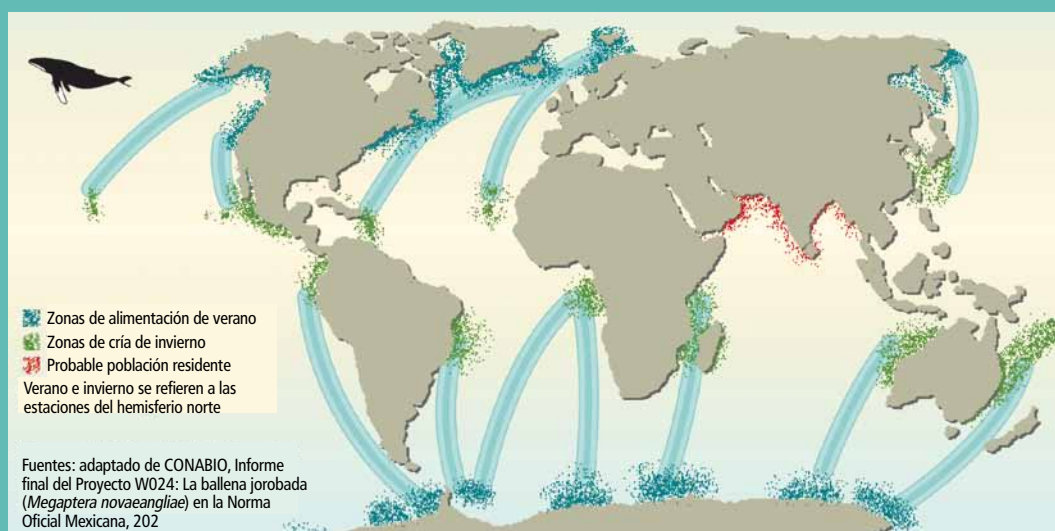 Zonas de alimentación de verano
Zonas de cría de invierno
Probable población residente
Verano e invierno se refieren a las
estaciones del hemisferio norte
Fuentes: adaptado de CONABIO, Informe
final del Proyecto W024: La ballena jorobada
(Megaptera novaeangliae) en la Norma
Oficial Mexicana, 202